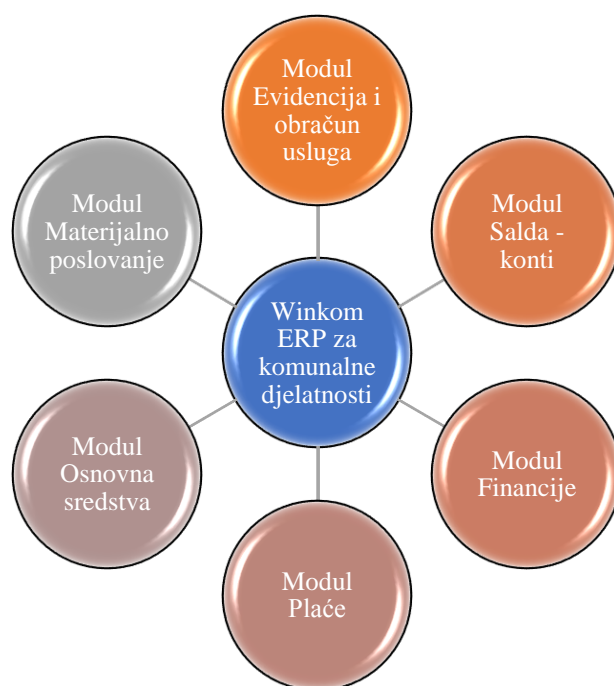 Modul
Evidencija i
obračun
usluga
Modul
Materijalno
poslovanje
Modul
Salda -
konti
Winkom
ERP za
komunalne
djelatnosti
Modul
Osnovna
sredstva
Modul
Financije
Modul
Plaće